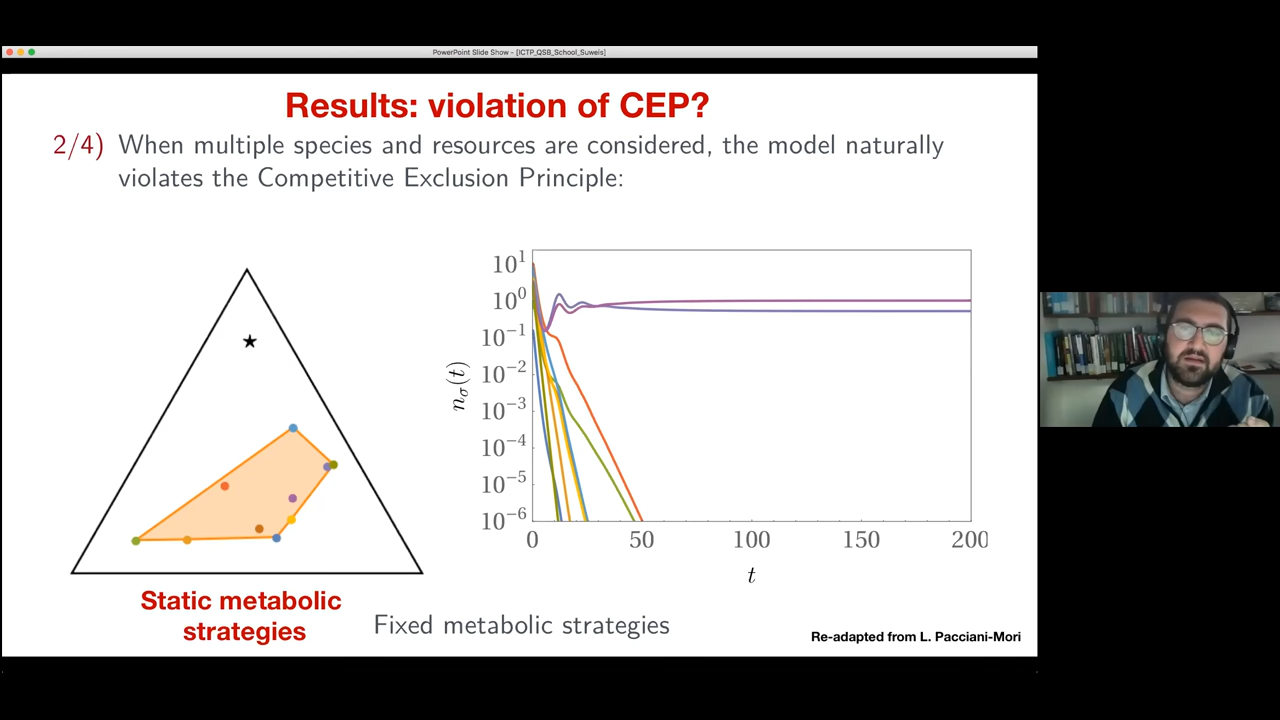 PowerPoint Slide Show - [ICTP_QSB_School_Suweis]
Results: violation of CEP?
2/4) When multiple species and resources are considered, the model naturally
violates the Competitive Exclusion Principle:
10^1
10^0
10^-1
10^-2
10^-3
10^-4
10^-5
10^-6
n_σ(t)
0 50 100 150 200
t
Static metabolic
strategies
Fixed metabolic strategies
Re-adapted from L. Pacciani-Mori